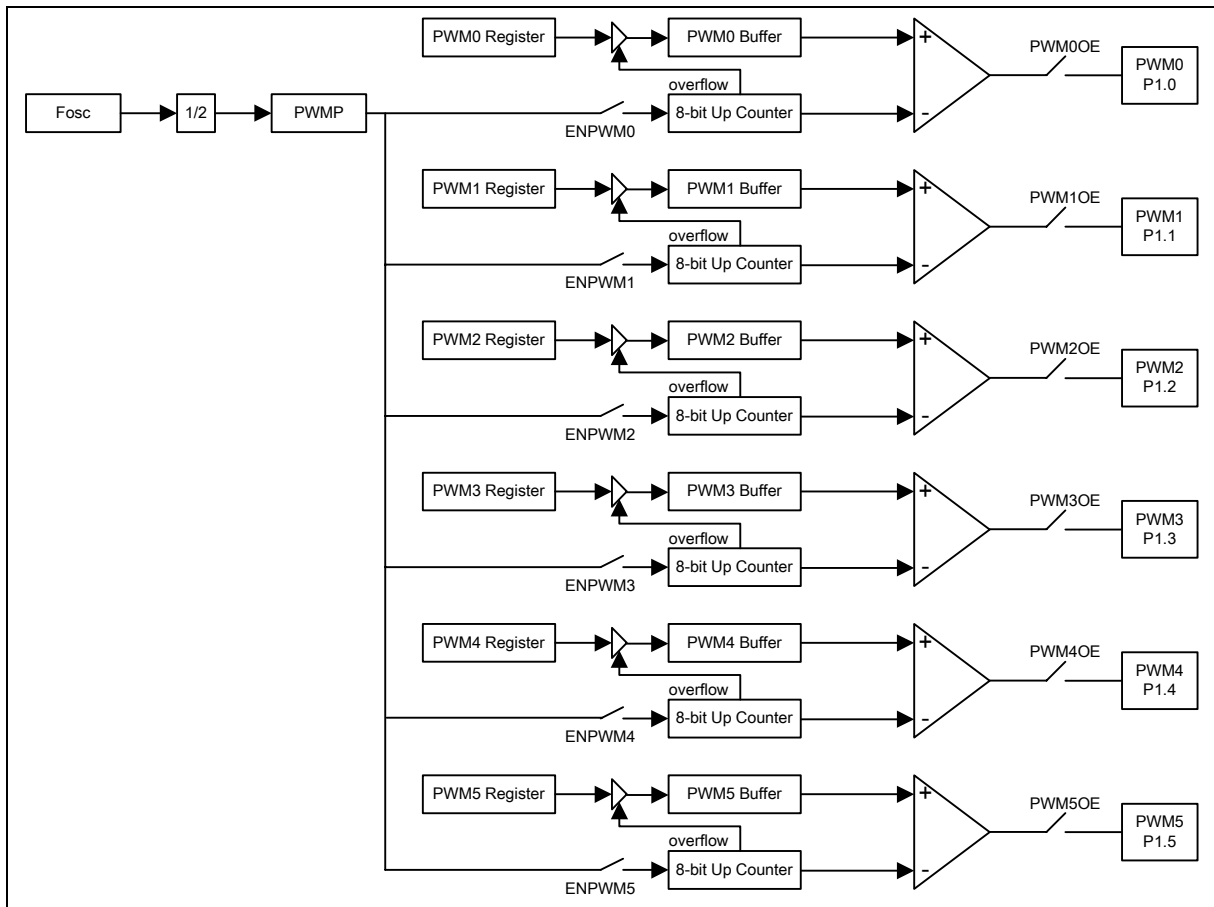 PWM0 Register
PWM0 Buffer
+
PWM0OE
PWM0
P1.0
overflow
Fosc
1/2
PWMP
8-bit Up Counter
-
ENPWM0
PWM1 Register
PWM1 Buffer
+
PWM1OE
PWM1
P1.1
overflow
8-bit Up Counter
-
ENPWM1
PWM2 Register
PWM2 Buffer
+
PWM2OE
PWM2
P1.2
overflow
8-bit Up Counter
-
ENPWM2
PWM3 Register
PWM3 Buffer
+
PWM3OE
PWM3
P1.3
overflow
8-bit Up Counter
-
ENPWM3
PWM4 Register
PWM4 Buffer
+
PWM4OE
PWM4
P1.4
overflow
8-bit Up Counter
-
ENPWM4
PWM5 Register
PWM5 Buffer
+
PWM5OE
PWM5
P1.5
overflow
8-bit Up Counter
-
ENPWM5